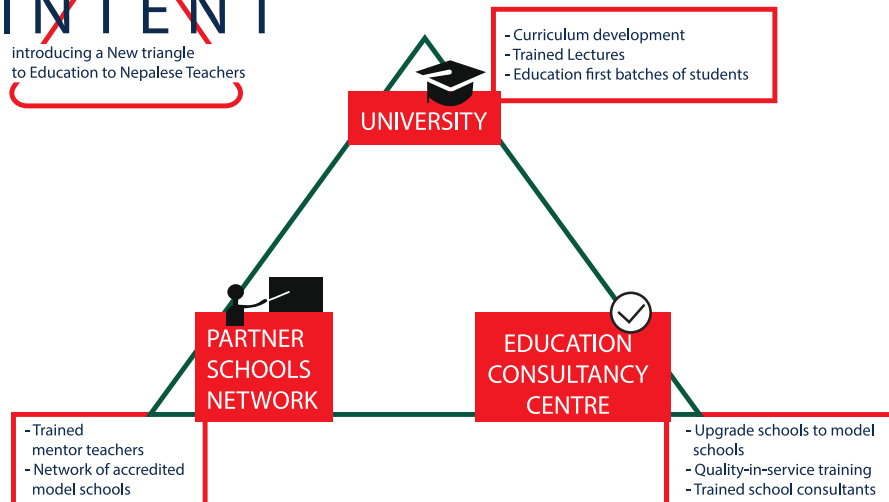 INTENT
introducing a New triangle
to Education to Nepalese Teachers
- Curriculum development
- Trained Lectures
- Education first batches of students
UNIVERSITY
PARTNER
SCHOOLS
NETWORK
EDUCATION
CONSULTANCY
CENTRE
- Trained
mentor teachers
- Network of accredited
model schools
- Upgrade schools to model
schools
- Quality-in-service training
- Trained school consultants